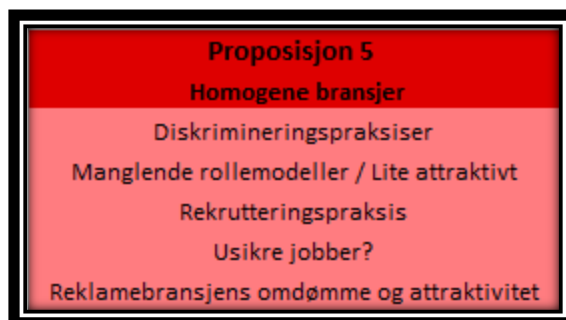 Proposisjon 5
Homogene bransjer
Diskrimineringspraksiser
Manglende rollemodeller / Lite attraktivt
Rekrutteringspraksis
Usikre jobber?
Reklamebransjens omdømme og attraktivitet